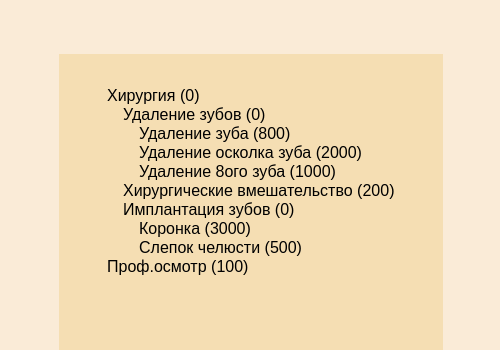 Хирургия (0)
Удаление зубов (0)
Удаление зуба (800)
Удаление осколка зуба (2000)
Удаление 8ого зуба (1000)
Хирургические вмешательство (200)
Имплантация зубов (0)
Коронка (3000)
Слепок челюсти (500)
Проф.осмотр (100)